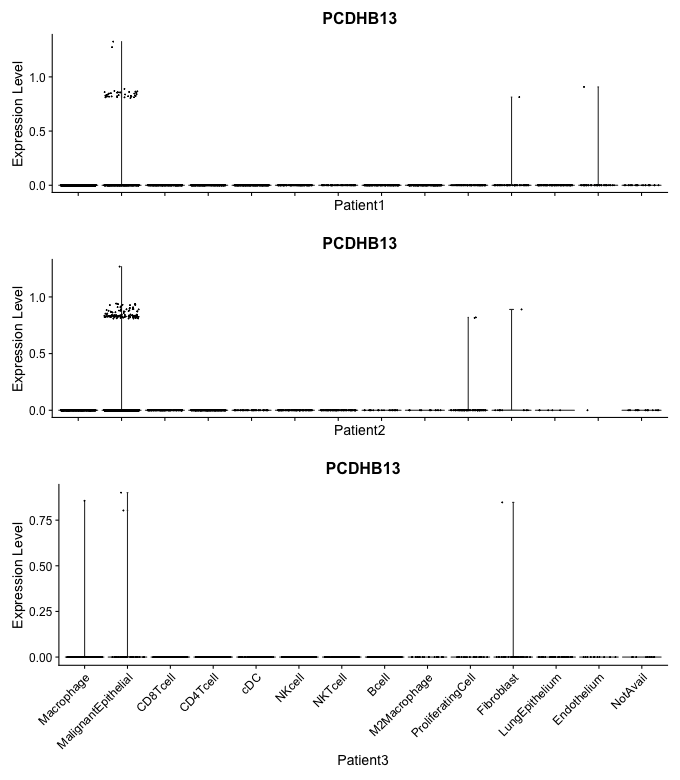 PCDHB13
Expression Level
1.0
0.5
0.0
Patient1
PCDHB13
Expression Level
1.0
0.5
0.0
Patient2
PCDHB13
Expression Level
0.75
0.50
0.25
0.00
Macrophage
MalignantEpithelial
CD8Tcell
CD4Tcell
cDC
NKcell
NKTcell
Bcell
M2Macrophage
ProliferatingCell
Fibroblast
LungEpithelium
Endothelium
NotAvail
Patient3